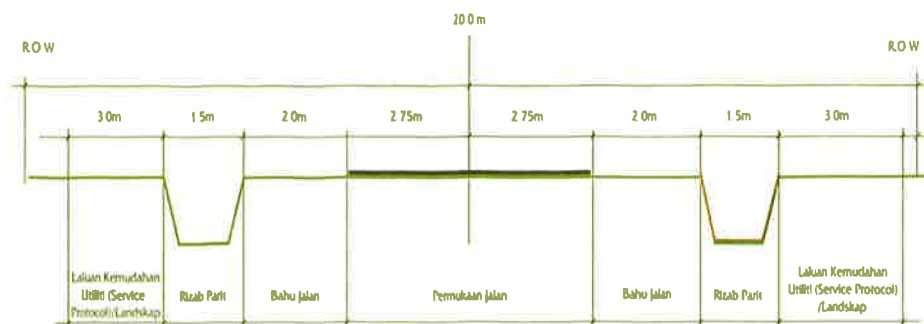 20 0 m
R O W
R O W
3 0m
1 5m
2 0m
2 75m
2 75m
2 0m
1 5m
3 0m
Laluan Kemudahan
Utiliti (Service
Protocol)/Landskap
Rizab Parit
Bahu Jalan
Permukaan Jalan
Bahu Jalan
Rizab Parit
Laluan Kemudahan
Utiliti (Service Protocol)
/Landskap